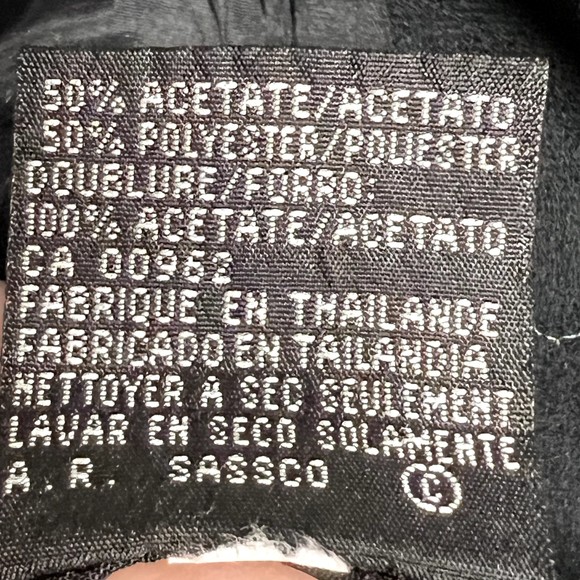 50% ACETATE/ACETATO
50% POLYESTER/POLIESTER
DOUBLURE/FORRO:
100% ACETATE/ACETATO
CA 00962
FABRIQUE EN THAILANDE
FABRICADO EN TAILANDIA
NETTOYER A SEC SEULEMENT
LAVAR EN SECO SOLAMENTE
A.R. SASSCO Ⓒ